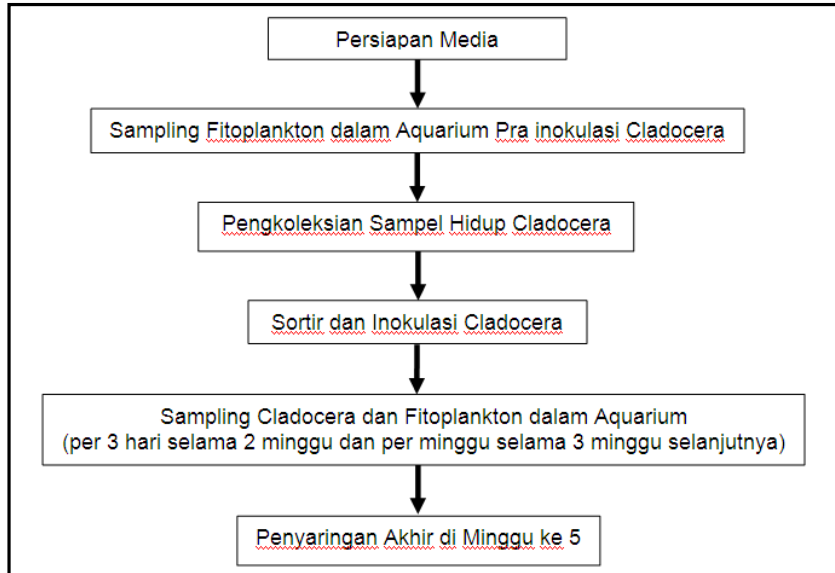 Persiapan Media
Sampling Fitoplankton dalam Aquarium Pra inokulasi Cladocera
Pengkoleksian Sampel Hidup Cladocera
Sortir dan Inokulasi Cladocera
Sampling Cladocera dan Fitoplankton dalam Aquarium
(per 3 hari selama 2 minggu dan per minggu selama 3 minggu selanjutnya)
Penyaringan Akhir di Minggu ke 5